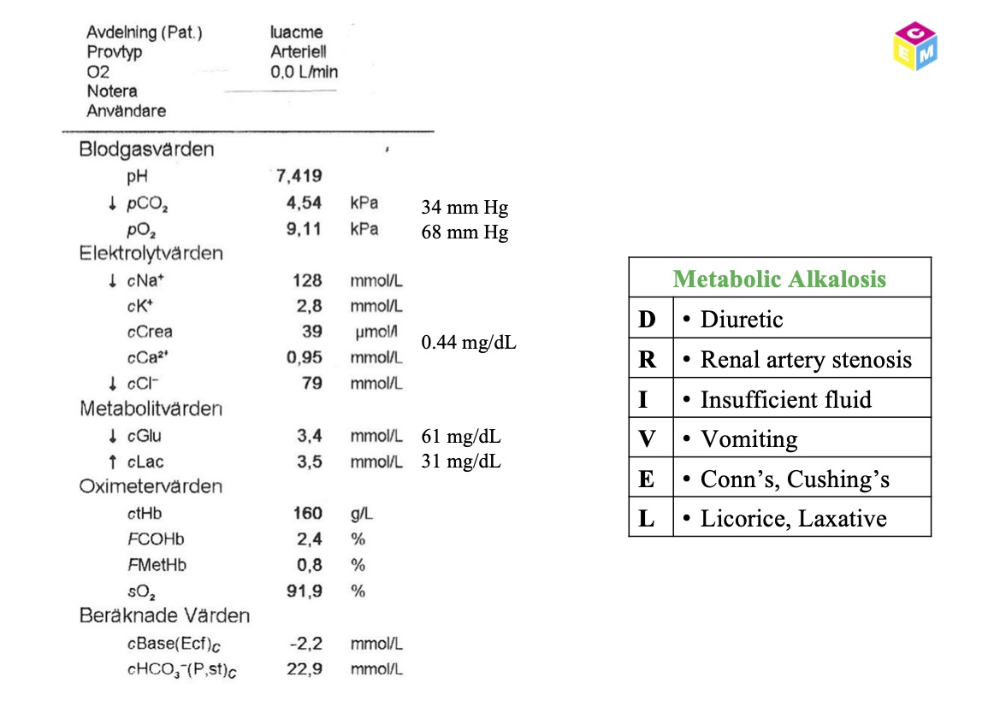 Avdelning (Pat.) luacme
Provtyp Arteriell
O2 0,0 L/min
Notera
Användare
Blodgasvärden
pH 7,419
↓ pCO₂ 4,54 kPa 34 mm Hg
pO₂ 9,11 kPa 68 mm Hg
Elektrolytvärden
↓ cNa⁺ 128 mmol/L
cK⁺ 2,8 mmol/L
cCrea 39 µmol/l 0.44 mg/dL
cCa²⁺ 0,95 mmol/L
↓ cCl⁻ 79 mmol/L
Metabolitvärden
↓ cGlu 3,4 mmol/L 61 mg/dL
↑ cLac 3,5 mmol/L 31 mg/dL
Oximetervärden
ctHb 160 g/L
FCOHb 2,4 %
FMetHb 0,8 %
sO₂ 91,9 %
Beräknade Värden
cBase(Ecf)c -2,2 mmol/L
cHCO₃⁻(P,st)c 22,9 mmol/L
G
E M
Metabolic Alkalosis
D • Diuretic
R • Renal artery stenosis
I • Insufficient fluid
V • Vomiting
E • Conn’s, Cushing’s
L • Licorice, Laxative